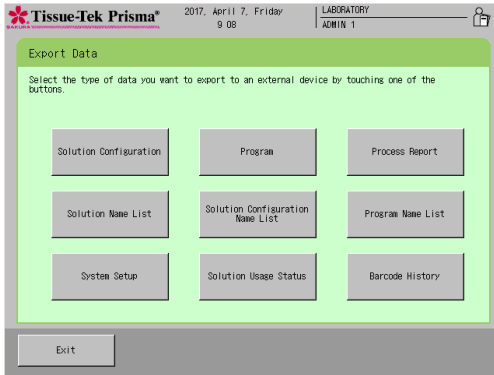 Tissue-Tek Prisma®
SAKURA
2017, April 7, Friday
9 08
LABORATORY
ADMIN 1
Export Data
Select the type of data you want to export to an external device by touching one of the
buttons.
Solution Configuration
Program
Process Report
Solution Name List
Solution Configuration
Name List
Program Name List
System Setup
Solution Usage Status
Barcode History
Exit